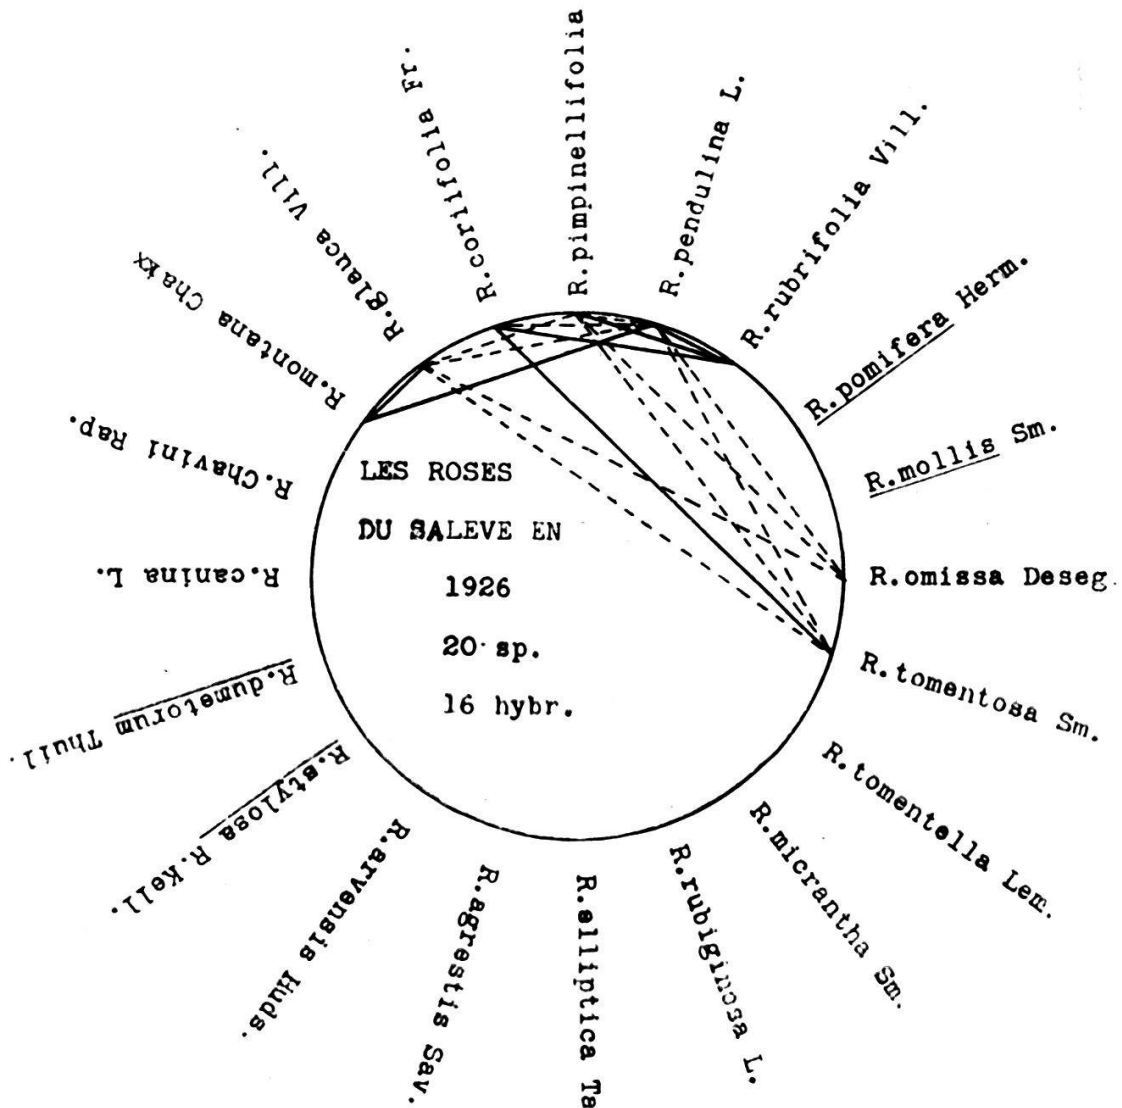 R.pimpinellifolia
R.pendulina L.
R.rubrifolia Vill.
R.pomifera Herm.
R.mollis Sm.
R.omissa Deseg.
R.tomentosa Sm.
R.tomentella Lem.
R.micrantha Sm.
R.rubiginosa L.
R.elliptica Ta
R.agrestis Sav.
R.arvensis Huds.
R.stylosa R.Kell.
R.dumetorum Thuil.
R.canina L.
R.Chavini Rap.
R.montana Chaix
R.glauca Vill.
R.coriifolia Fr.
LES ROSES
DU SALEVE EN
1926
20 sp.
16 hybr.